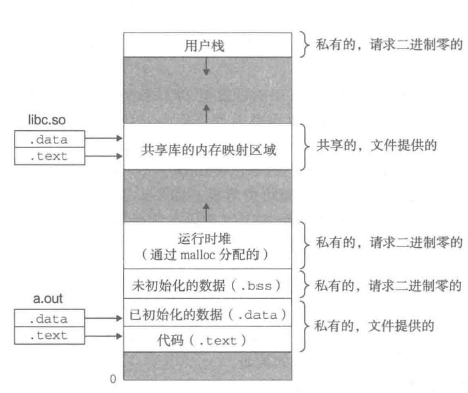 用户栈
私有的，请求二进制零的
libc.so
.data
.text
共享库的内存映射区域
共享的，文件提供的
运行时堆
（通过 malloc 分配的）
私有的，请求二进制零的
未初始化的数据（.bss）
私有的，请求二进制零的
a.out
.data
.text
已初始化的数据（.data）
代码（.text）
私有的，文件提供的
0